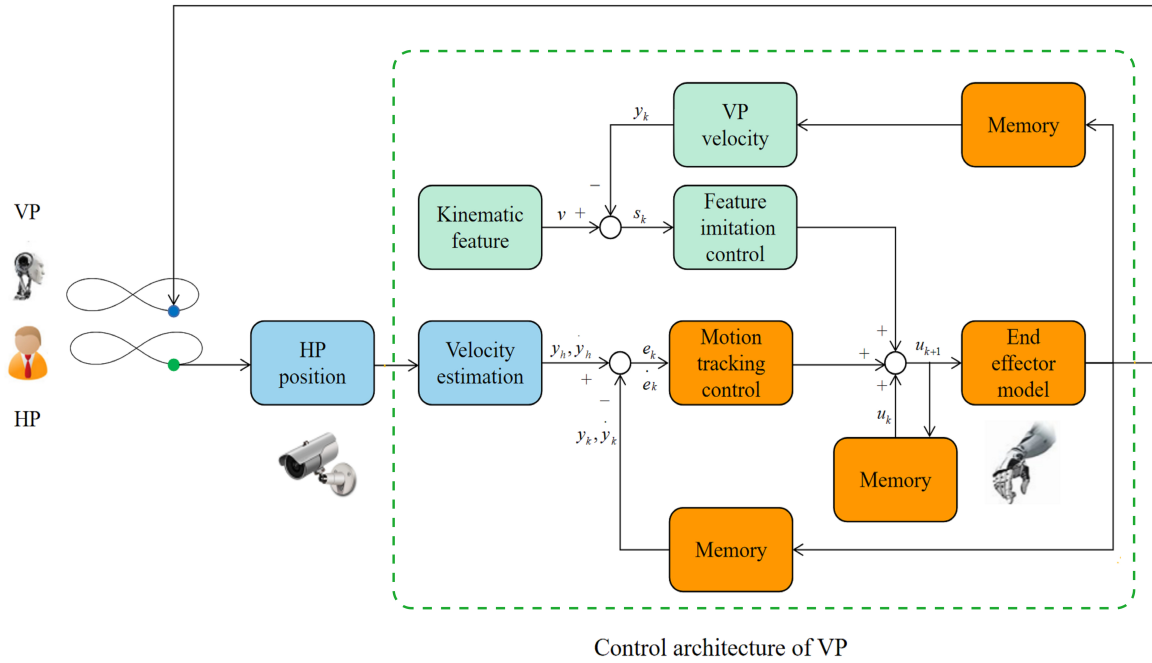 VP
velocity
Memory
y_k
−
VP
Kinematic
feature
v +
s_k
Feature
imitation
control
HP
position
Velocity
estimation
ẏ_h, ẏ_h
+
−
e_k
ė_k
Motion
tracking
control
+
+
+
u_{k+1}
End
effector
model
HP
y_k, ẏ_k
u_k
Memory
Memory
Control architecture of VP